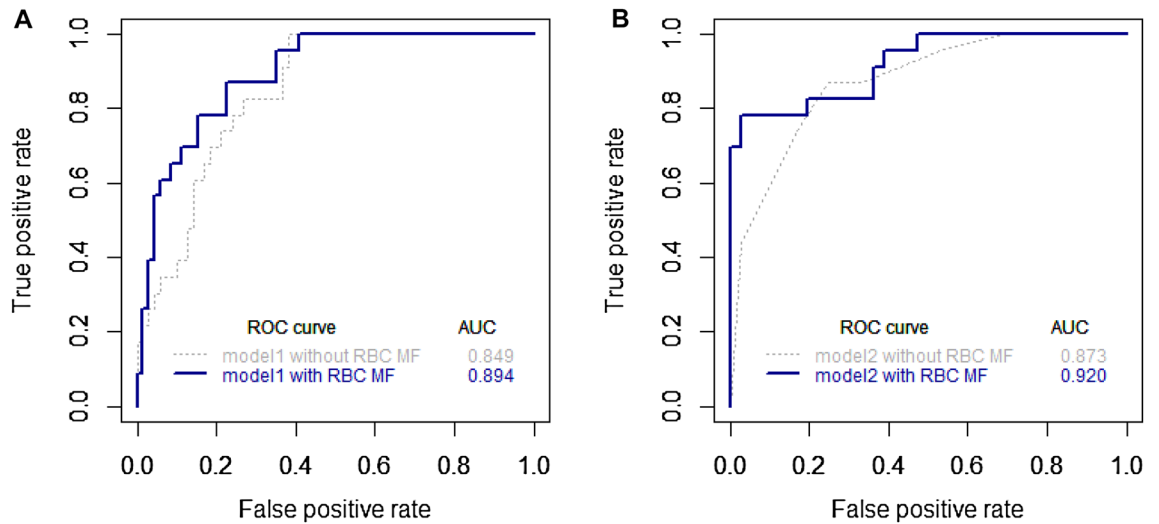 A
True positive rate
1.0
0.8
0.6
0.4
0.2
0.0
ROC curve AUC
model1 without RBC MF 0.849
model1 with RBC MF 0.894
0.0 0.2 0.4 0.6 0.8 1.0
False positive rate
B
True positive rate
1.0
0.8
0.6
0.4
0.2
0.0
ROC curve AUC
model2 without RBC MF 0.873
model2 with RBC MF 0.920
0.0 0.2 0.4 0.6 0.8 1.0
False positive rate